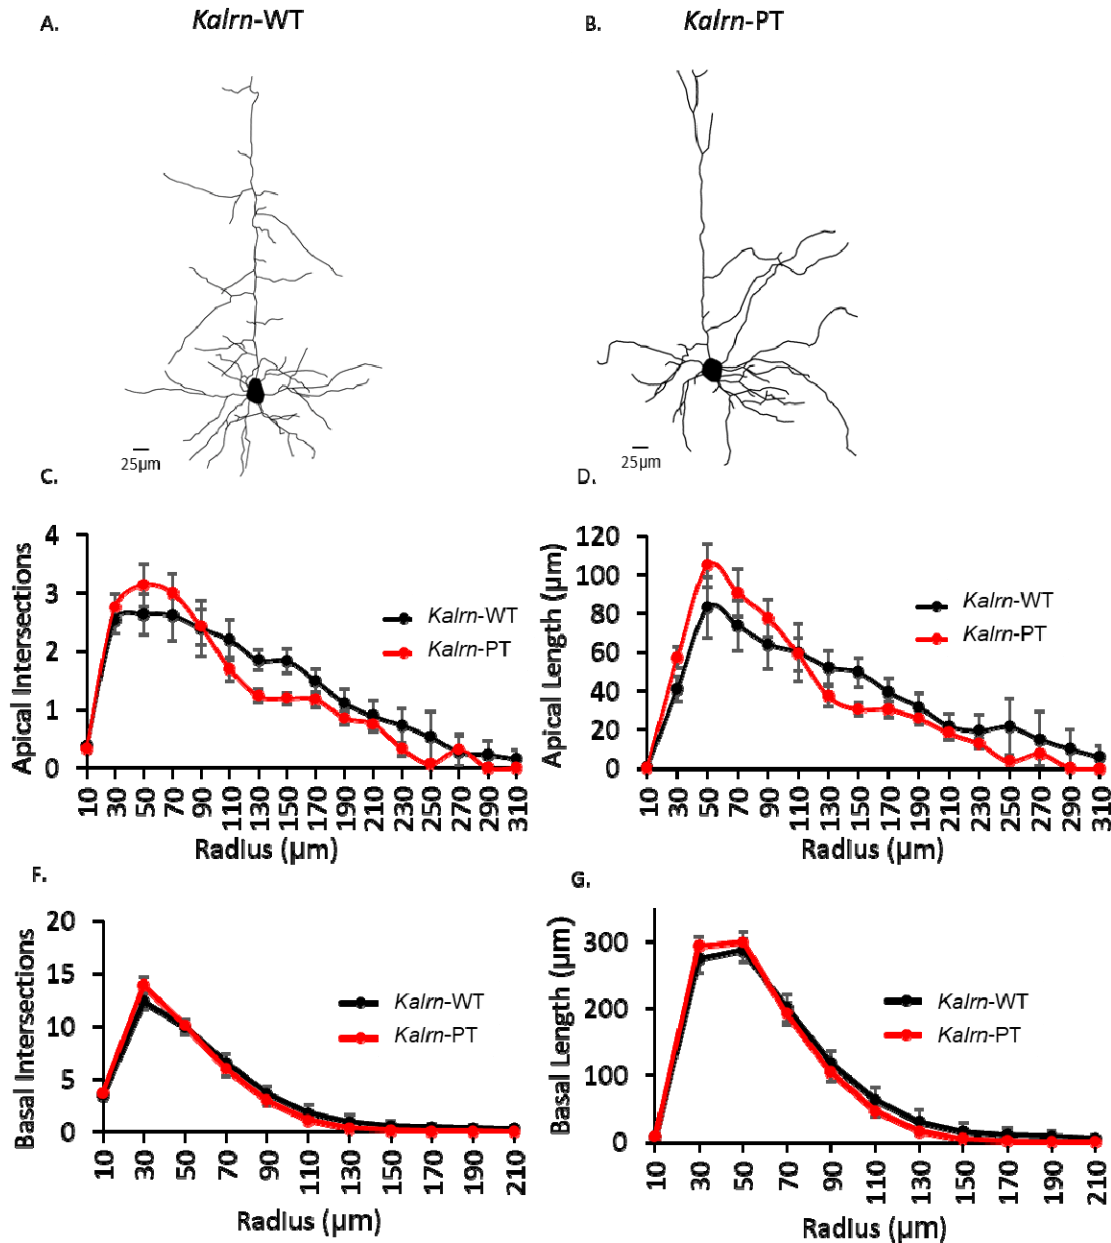 A. Kalrn-WT B. Kalrn-PT
25µm 25µm
C. D.
Apical Intersections
4
3
2
1
0
Kalrn-WT
Kalrn-PT
10 30 50 70 90 110 130 150 170 190 210 230 250 270 290 310
Radius (µm)
Apical Length (µm)
120
100
80
60
40
20
0
Kalrn-WT
Kalrn-PT
10 30 50 70 90 110 130 150 170 190 210 230 250 270 290 310
Radius (µm)
F. G.
Basal Intersections
20
15
10
5
0
Kalrn-WT
Kalrn-PT
10 30 50 70 90 110 130 150 170 190 210
Radius (µm)
Basal Length (µm)
300
200
100
0
Kalrn-WT
Kalrn-PT
10 30 50 70 90 110 130 150 170 190 210
Radius (µm)